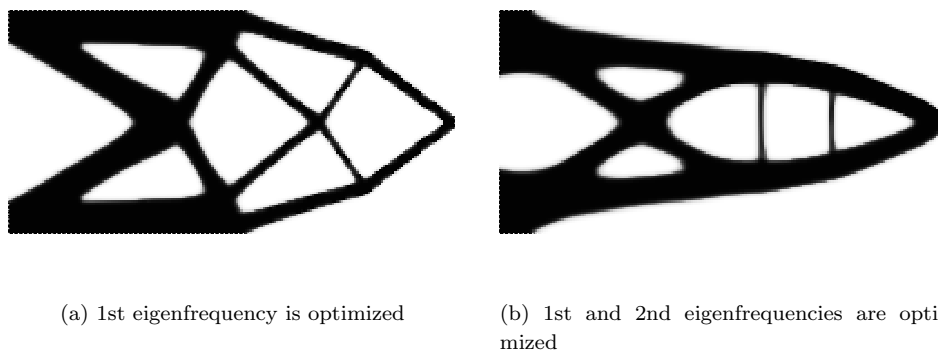 (a) 1st eigenfrequency is optimized
(b) 1st and 2nd eigenfrequencies are opti
mized